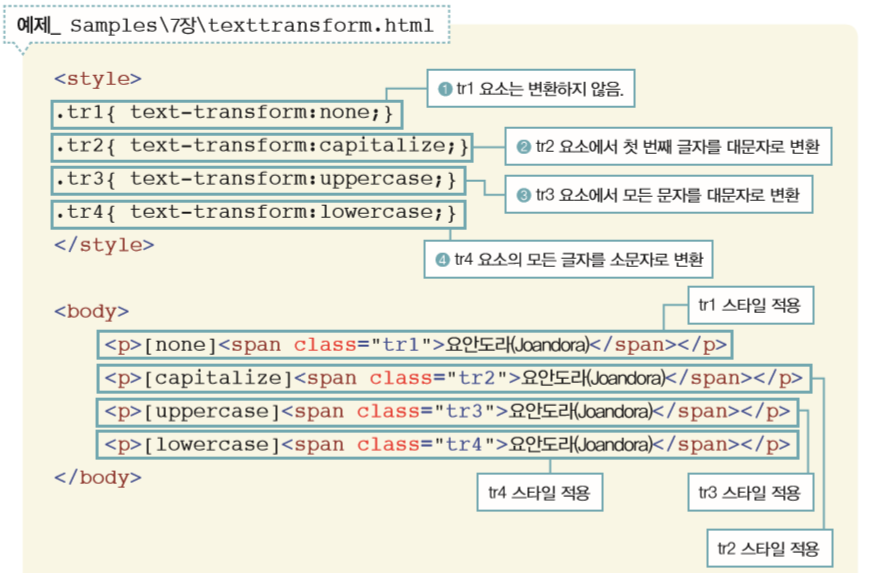 예제_ Samples\7장\texttransform.html
<style>
❶ tr1 요소는 변환하지 않음.
.tr1{ text-transform:none;}
.tr2{ text-transform:capitalize;}
❷ tr2 요소에서 첫 번째 글자를 대문자로 변환
.tr3{ text-transform:uppercase;}
❸ tr3 요소에서 모든 문자를 대문자로 변환
.tr4{ text-transform:lowercase;}
</style>
❹ tr4 요소의 모든 글자를 소문자로 변환
<body>
tr1 스타일 적용
<p>[none]<span class="tr1">요안도라(Joandora)</span></p>
<p>[capitalize]<span class="tr2">요안도라(Joandora)</span></p>
<p>[uppercase]<span class="tr3">요안도라(Joandora)</span></p>
<p>[lowercase]<span class="tr4">요안도라(Joandora)</span></p>
</body>
tr4 스타일 적용
tr3 스타일 적용
tr2 스타일 적용